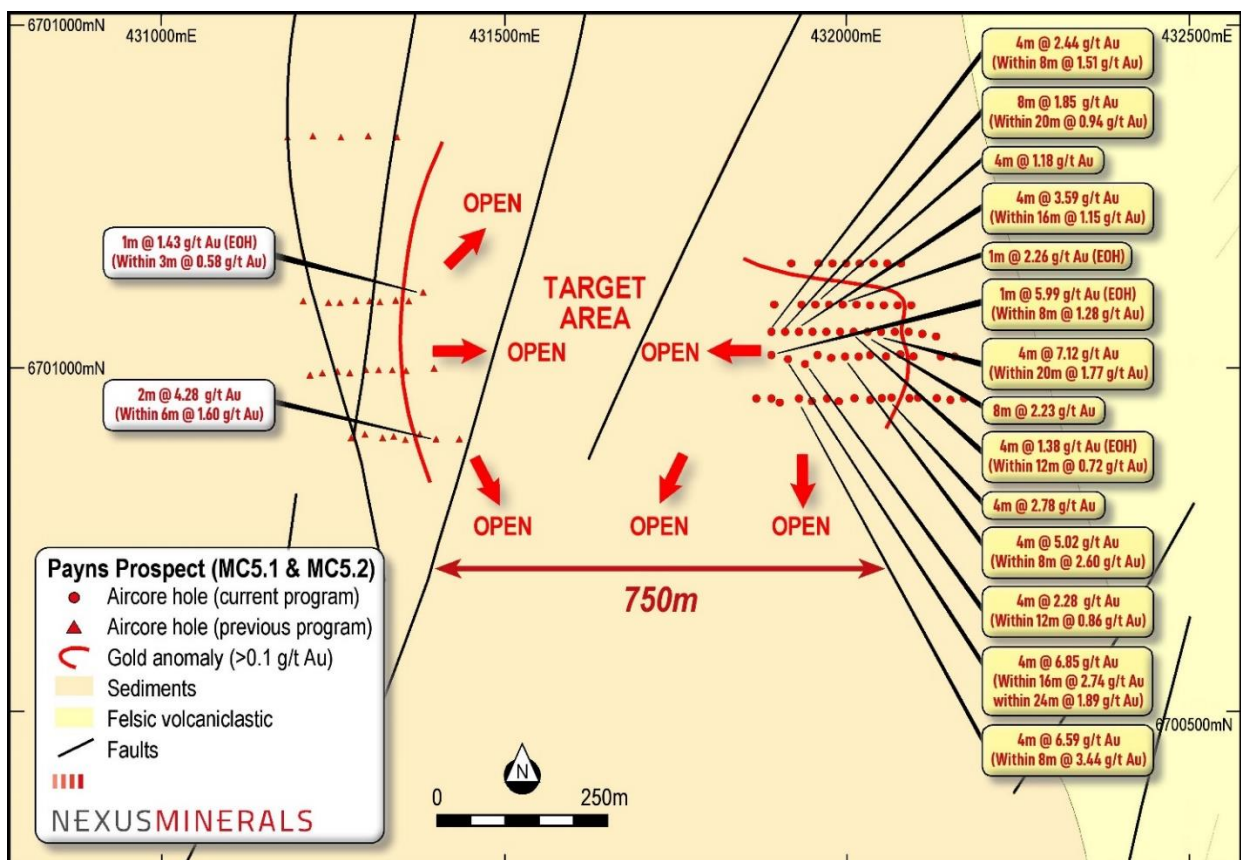 6701000mN
431000mE
431500mE
432000mE
432500mE
4m @ 2.44 g/t Au
(Within 8m @ 1.51 g/t Au)
8m @ 1.85 g/t Au
(Within 20m @ 0.94 g/t Au)
4m @ 1.18 g/t Au
4m @ 3.59 g/t Au
(Within 16m @ 1.15 g/t Au)
1m @ 2.26 g/t Au (EOH)
1m @ 5.99 g/t Au (EOH)
(Within 8m @ 1.28 g/t Au)
4m @ 7.12 g/t Au
(Within 20m @ 1.77 g/t Au)
8m @ 2.23 g/t Au
4m @ 1.38 g/t Au (EOH)
(Within 12m @ 0.72 g/t Au)
4m @ 2.78 g/t Au
4m @ 5.02 g/t Au
(Within 8m @ 2.60 g/t Au)
4m @ 2.28 g/t Au
(Within 12m @ 0.86 g/t Au)
4m @ 6.85 g/t Au
(Within 16m @ 2.74 g/t Au
within 24m @ 1.89 g/t Au)
4m @ 6.59 g/t Au
(Within 8m @ 3.44 g/t Au)
OPEN
1m @ 1.43 g/t Au (EOH)
(Within 3m @ 0.58 g/t Au)
TARGET
AREA
OPEN
OPEN
6701000mN
2m @ 4.28 g/t Au
(Within 6m @ 1.60 g/t Au)
OPEN
OPEN
OPEN
750m
6700500mN
Payns Prospect (MC5.1 & MC5.2)
Aircore hole (current program)
Aircore hole (previous program)
Gold anomaly (>0.1 g/t Au)
Sediments
Felsic volcaniclastic
Faults
NEXUSMINERALS
N
0
250m